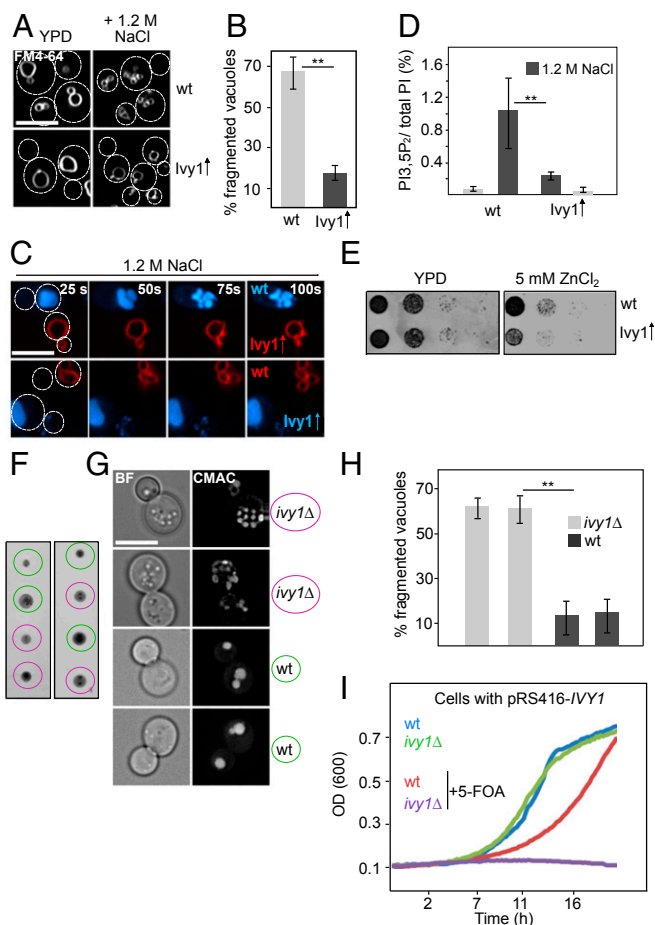 A
YPD
+ 1.2 M
NaCl
FM4-64
wt
Ivy1↑
B
% fragmented vacuoles
70
50
30
10
**
wt
Ivy1↑
D
PI3,5P₂/ total PI (%)
1.6
1.2
0.8
0.4
1.2 M NaCl
**
wt
Ivy1↑
C
1.2 M NaCl
25 s
50s
75s
wt
100s
Ivy1↑
wt
Ivy1↑
E
YPD
5 mM ZnCl₂
wt
Ivy1↑
F
G
BF
CMAC
ivy1Δ
ivy1Δ
wt
wt
H
% fragmented vacuoles
70
50
30
10
**
ivy1Δ
wt
I
Cells with pRS416-IVY1
OD (600)
0.7
0.5
0.3
0.1
wt
ivy1Δ
wt
ivy1Δ
+5-FOA
2
7
11
16
Time (h)